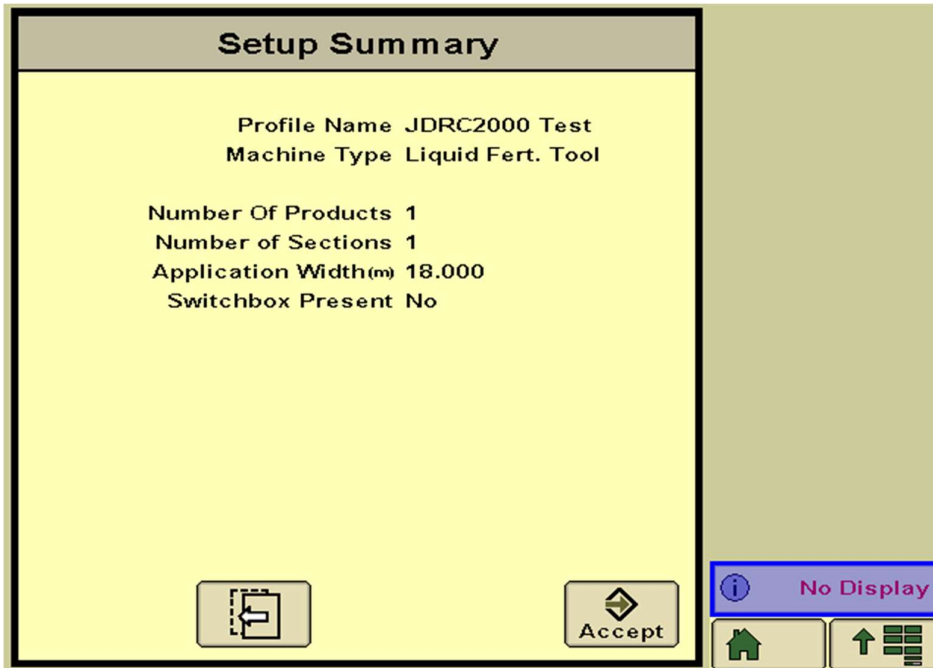 Setup Summary
Profile Name JDRC2000 Test
Machine Type Liquid Fert. Tool
Number Of Products 1
Number of Sections 1
Application Width(m) 18.000
Switchbox Present No
Accept
No Display